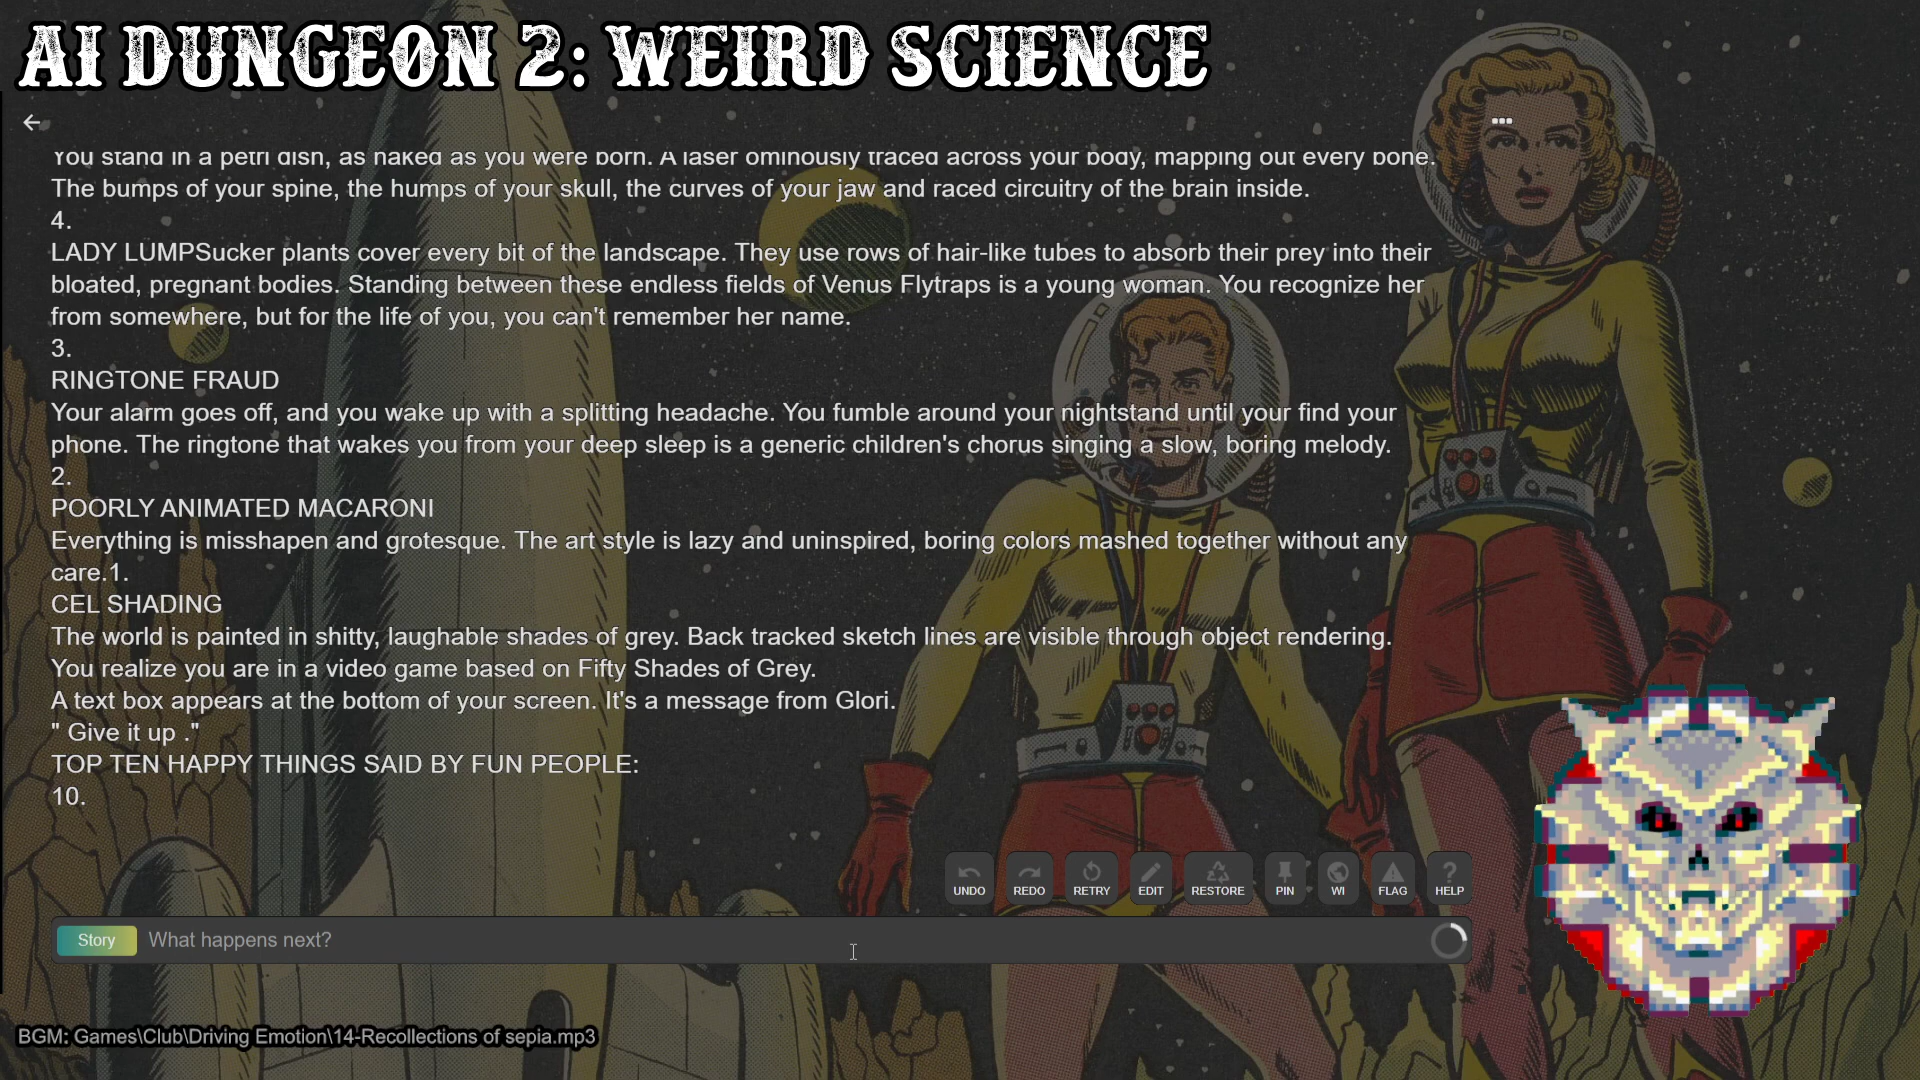 AI DUNGEON 2: WEIRD SCIENCE
You stand in a petri dish, as naked as you were born. A laser ominously traced across your body, mapping out every bone.
The bumps of your spine, the humps of your skull, the curves of your jaw and raced circuitry of the brain inside.
4.
LADY LUMPSucker plants cover every bit of the landscape. They use rows of hair-like tubes to absorb their prey into their
bloated, pregnant bodies. Standing between these endless fields of Venus Flytraps is a young woman. You recognize her
from somewhere, but for the life of you, you can't remember her name.
3.
RINGTONE FRAUD
Your alarm goes off, and you wake up with a splitting headache. You fumble around your nightstand until your find your
phone. The ringtone that wakes you from your deep sleep is a generic children's chorus singing a slow, boring melody.
2.
POORLY ANIMATED MACARONI
Everything is misshapen and grotesque. The art style is lazy and uninspired, boring colors mashed together without any
care.1.
CEL SHADING
The world is painted in shitty, laughable shades of grey. Back tracked sketch lines are visible through object rendering.
You realize you are in a video game based on Fifty Shades of Grey.
A text box appears at the bottom of your screen. It's a message from Glori.
" Give it up ."
TOP TEN HAPPY THINGS SAID BY FUN PEOPLE:
10.
UNDO REDO RETRY EDIT RESTORE PIN WI FLAG HELP
Story What happens next?
BGM: Games\Club\Driving Emotion\14-Recollections of sepia.mp3